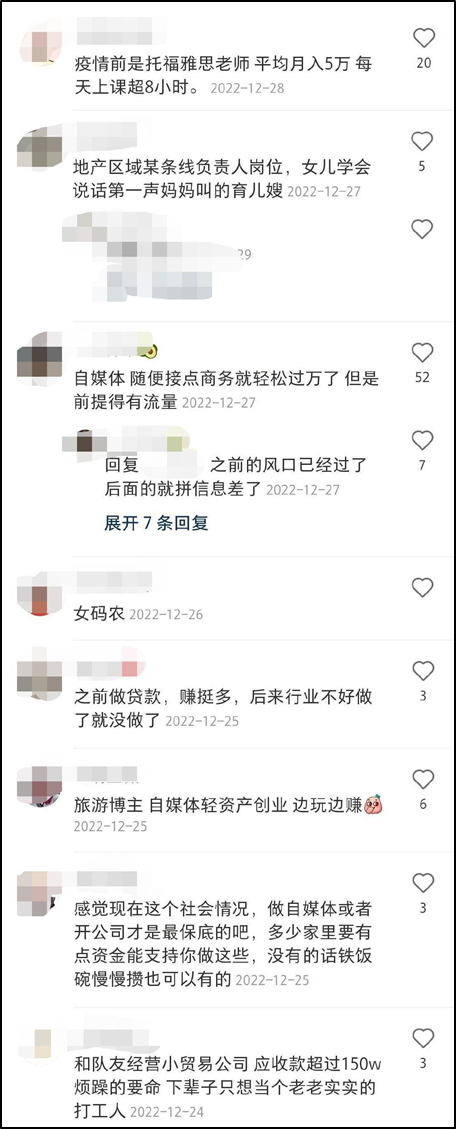 疫情前是托福雅思老师 平均月入5万 每
20
天上课超8小时。 2022-12-28
地产区域某条线负责人岗位，女儿学会
5
说话第一声妈妈叫的育儿嫂 2022-12-27
29
自媒体 随便接点商务就轻松过万了 但是
52
前提得有流量 2022-12-27
回复 之前的风口已经过了
7
后面的就拼信息差了 2022-12-27
展开 7 条回复
女码农 2022-12-26
之前做贷款，赚挺多，后来行业不好做
3
了就没做了 2022-12-25
旅游博主 自媒体轻资产创业 边玩边赚
6
2022-12-25
感觉现在这个社会情况，做自媒体或者
3
开公司才是最保底的吧，多少家里要有
点资金能支持你做这些，没有的话铁饭
碗慢慢攒也可以有的 2022-12-25
和队友经营小贸易公司 应收款超过150w
3
烦躁的要命 下辈子只想当个老老实实的
打工人 2022-12-24